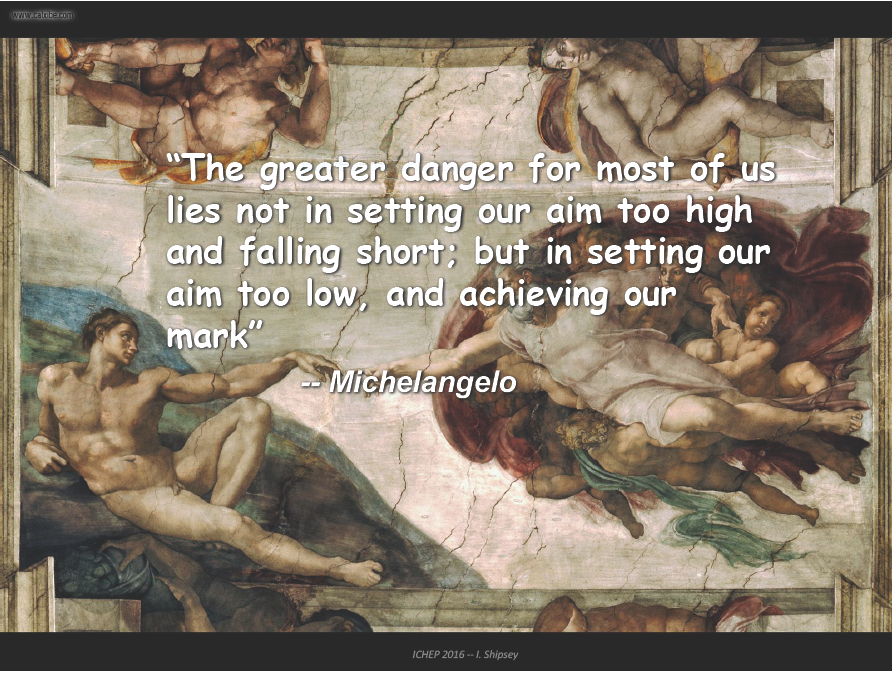 “The greater danger for most of us
lies not in setting our aim too high
and falling short; but in setting our
aim too low, and achieving our
mark”
-- Michelangelo
ICHEP 2016 -- I. Shipsey